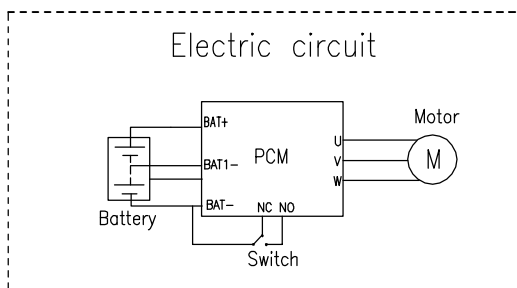 Electric circuit
BAT+
BAT1-
BAT-
PCM
U
V
W
NC NO
Motor
M
Battery
Switch